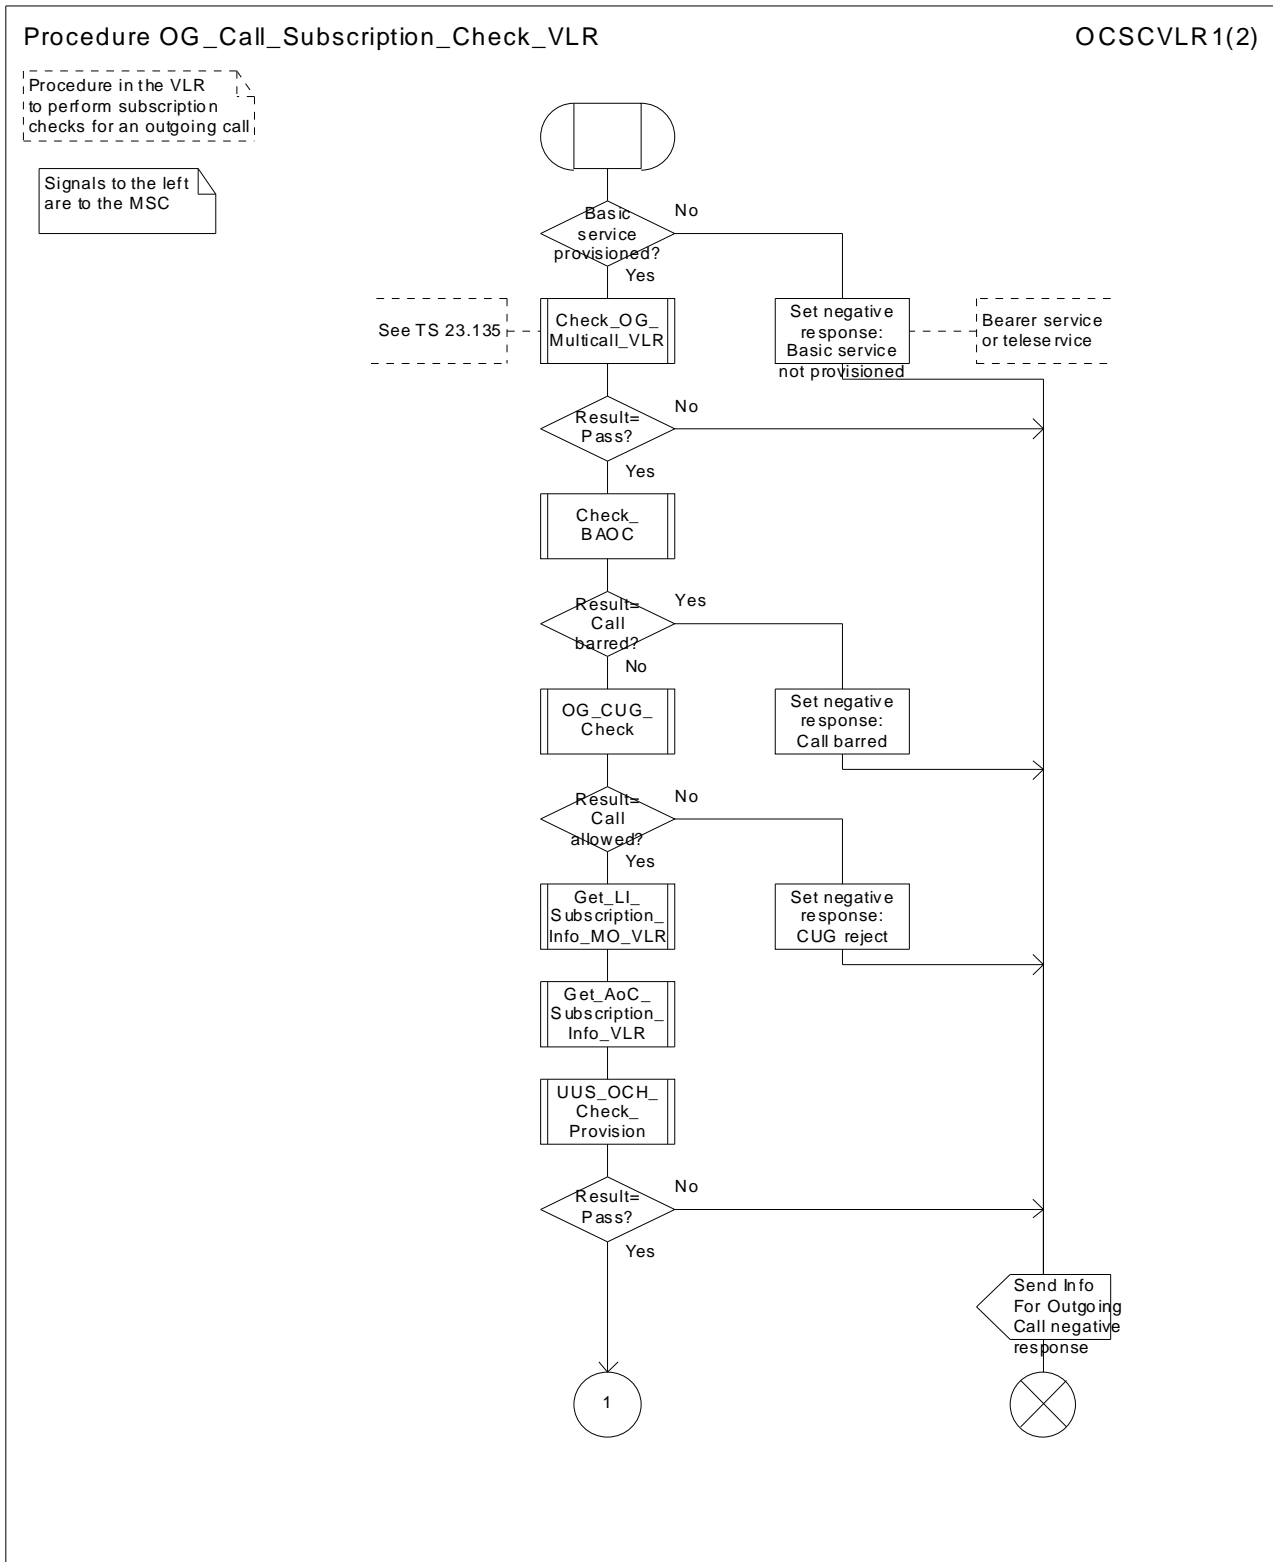 Procedure OG_Call_Subscription_Check_VLR
OCSCVLR1(2)
Procedure in the VLR
to perform subscription
checks for an outgoing call
Signals to the left
are to the MSC
Basic
service
provisioned?
No
Yes
See TS 23.135
Check_OG_
Multicall_VLR
Set negative
response:
Basic service
not provisioned
Bearer service
or teleservice
Result=
Pass?
No
Yes
Check_
BAOC
Result=
Call
barred?
Yes
No
OG_CUG_
Check
Set negative
response:
Call barred
Result=
Call
allowed?
No
Yes
Get_LI_
Subscription_
Info_MO_VLR
Set negative
response:
CUG reject
Get_AoC_
Subscription_
Info_VLR
UUS_OCH_
Check_
Provision
Result=
Pass?
No
Yes
Send Info
For Outgoing
Call negative
response
1